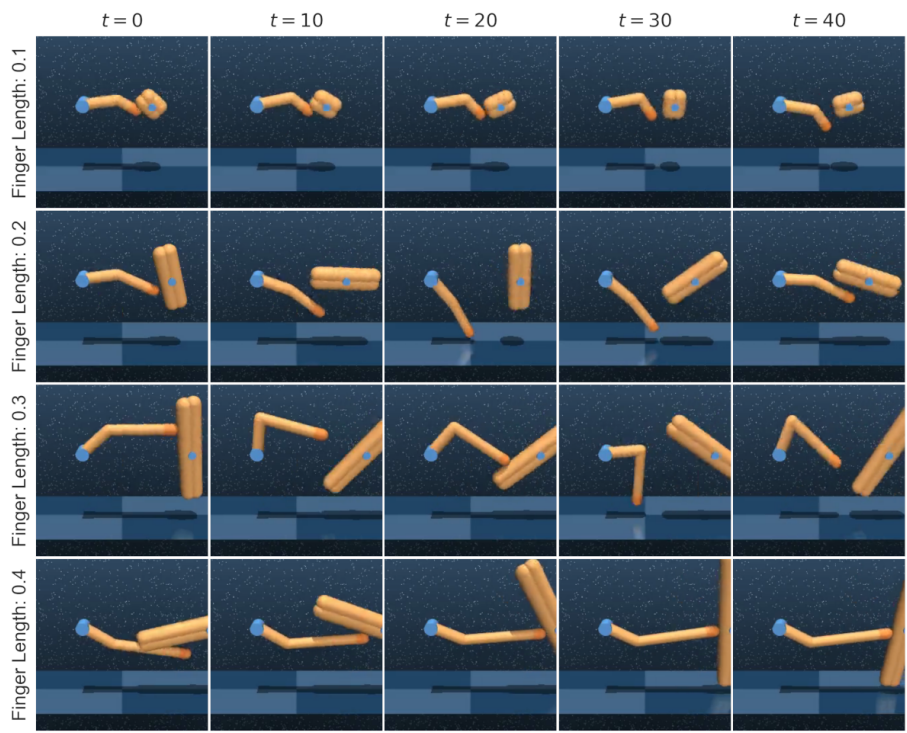 t = 0
t = 10
t = 20
t = 30
t = 40
Finger Length: 0.1
Finger Length: 0.2
Finger Length: 0.3
Finger Length: 0.4